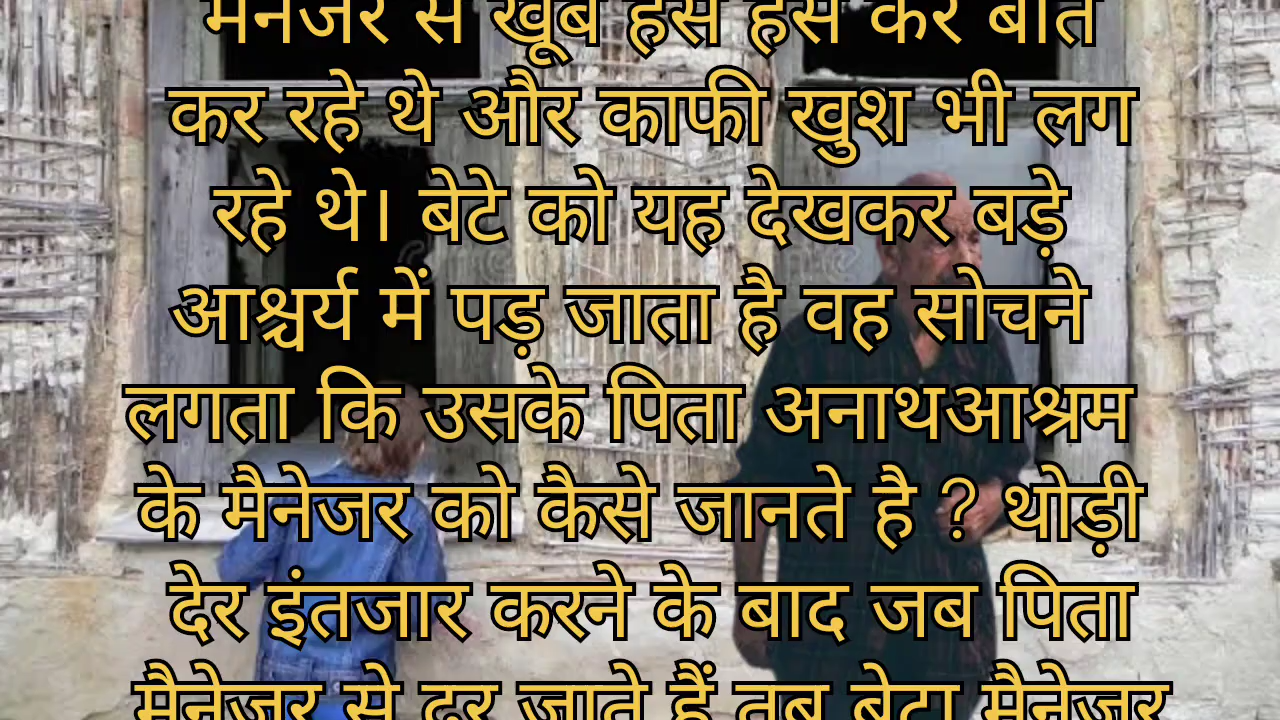 मैनेजर से खूब हंस हंस कर बात
कर रहे थे और काफी खुश भी लग
रहे थे। बेटे को यह देखकर बड़े
आश्चर्य में पड़ जाता है वह सोचने
लगता कि उसके पिता अनाथआश्रम
के मैनेजर को कैसे जानते है ? थोड़ी
देर इंतजार करने के बाद जब पिता
मैनेजर से दूर जाते हैं तब बेटा मैनेजर